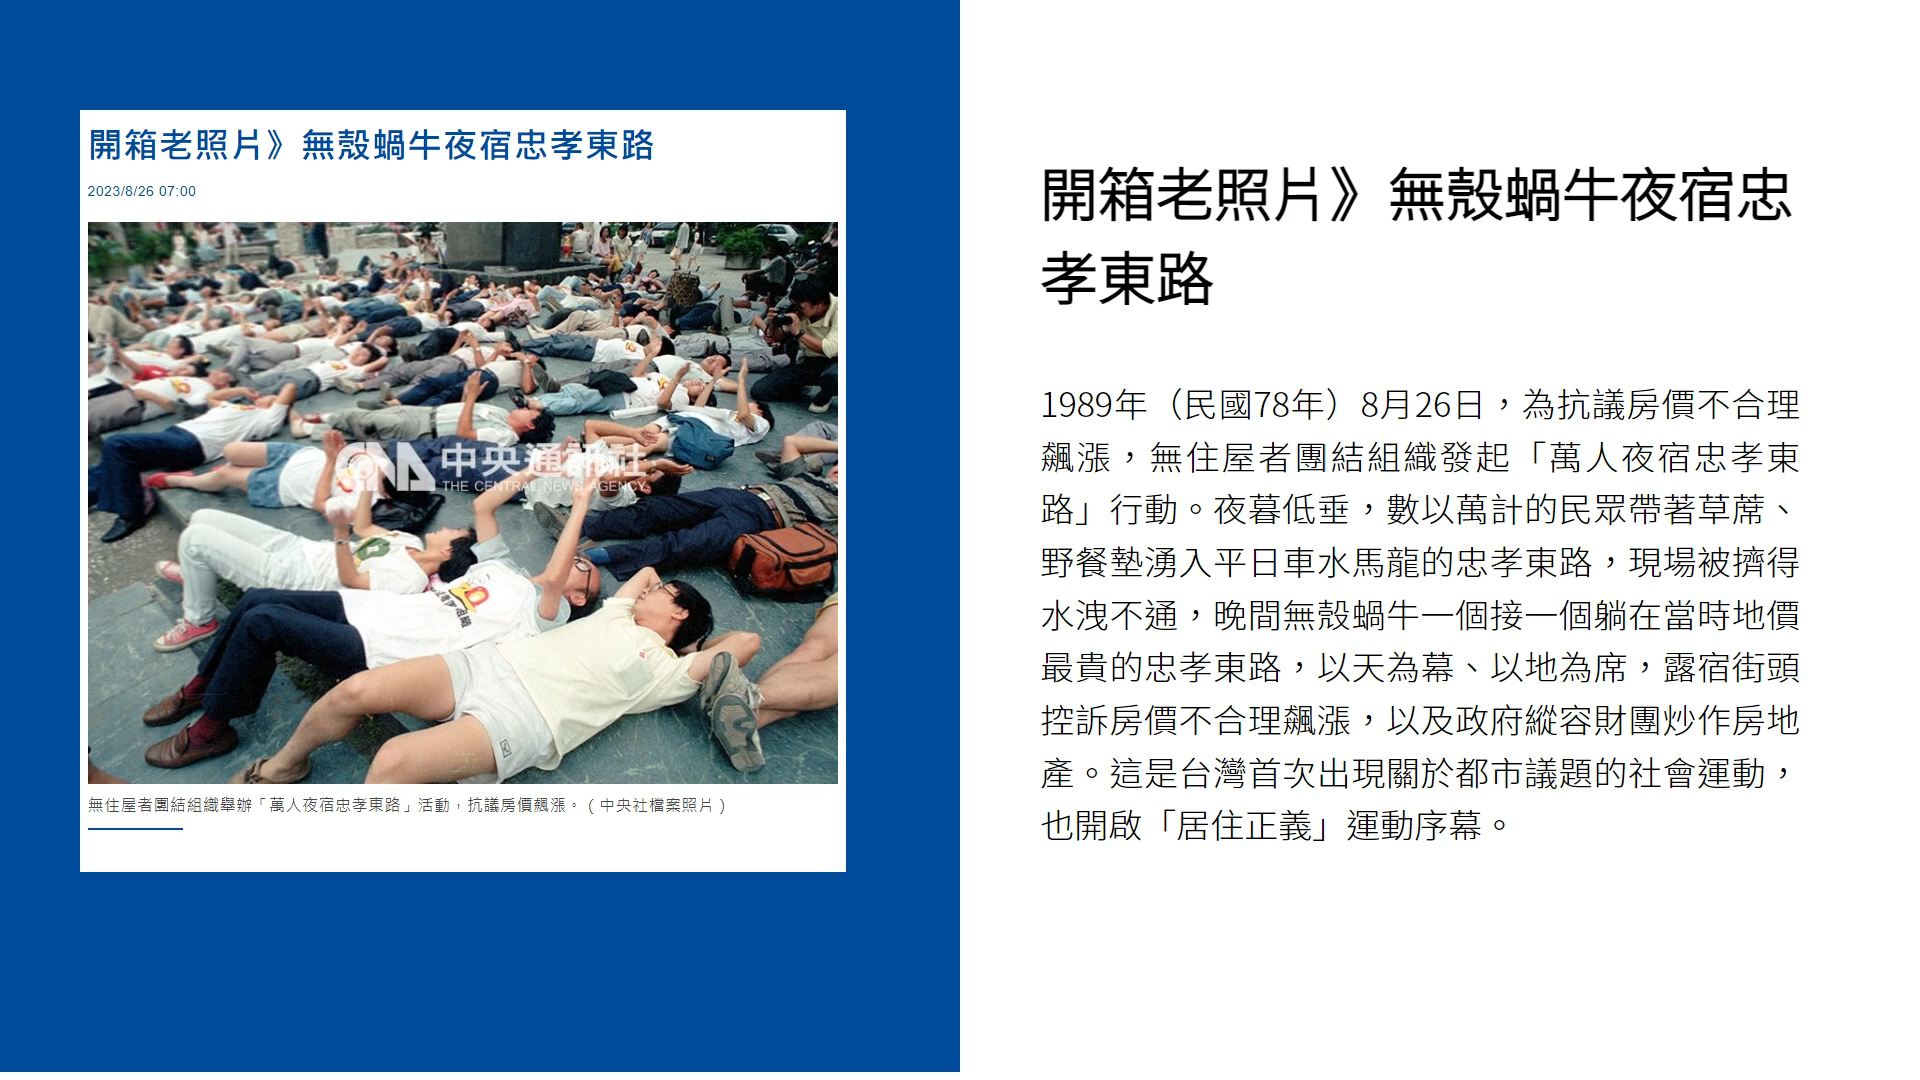 開箱老照片》無殼蝸牛夜宿忠孝東路
2023/8/26 07:00
中央通訊社
THE CENTRAL NEWS AGENCY
無住屋者團結組織舉辦「萬人夜宿忠孝東路」活動，抗議房價飆漲。（中央社檔案照片）
開箱老照片》無殼蝸牛夜宿忠
孝東路
1989年（民國78年）8月26日，為抗議房價不合理
飆漲，無住屋者團結組織發起「萬人夜宿忠孝東
路」行動。夜暮低垂，數以萬計的民眾帶著草蓆、
野餐墊湧入平日車水馬龍的忠孝東路，現場被擠得
水洩不通，晚間無殼蝸牛一個接一個躺在當時地價
最貴的忠孝東路，以天為幕、以地為席，露宿街頭
控訴房價不合理飆漲，以及政府縱容財團炒作房地
產。這是台灣首次出現關於都市議題的社會運動，
也開啟「居住正義」運動序幕。